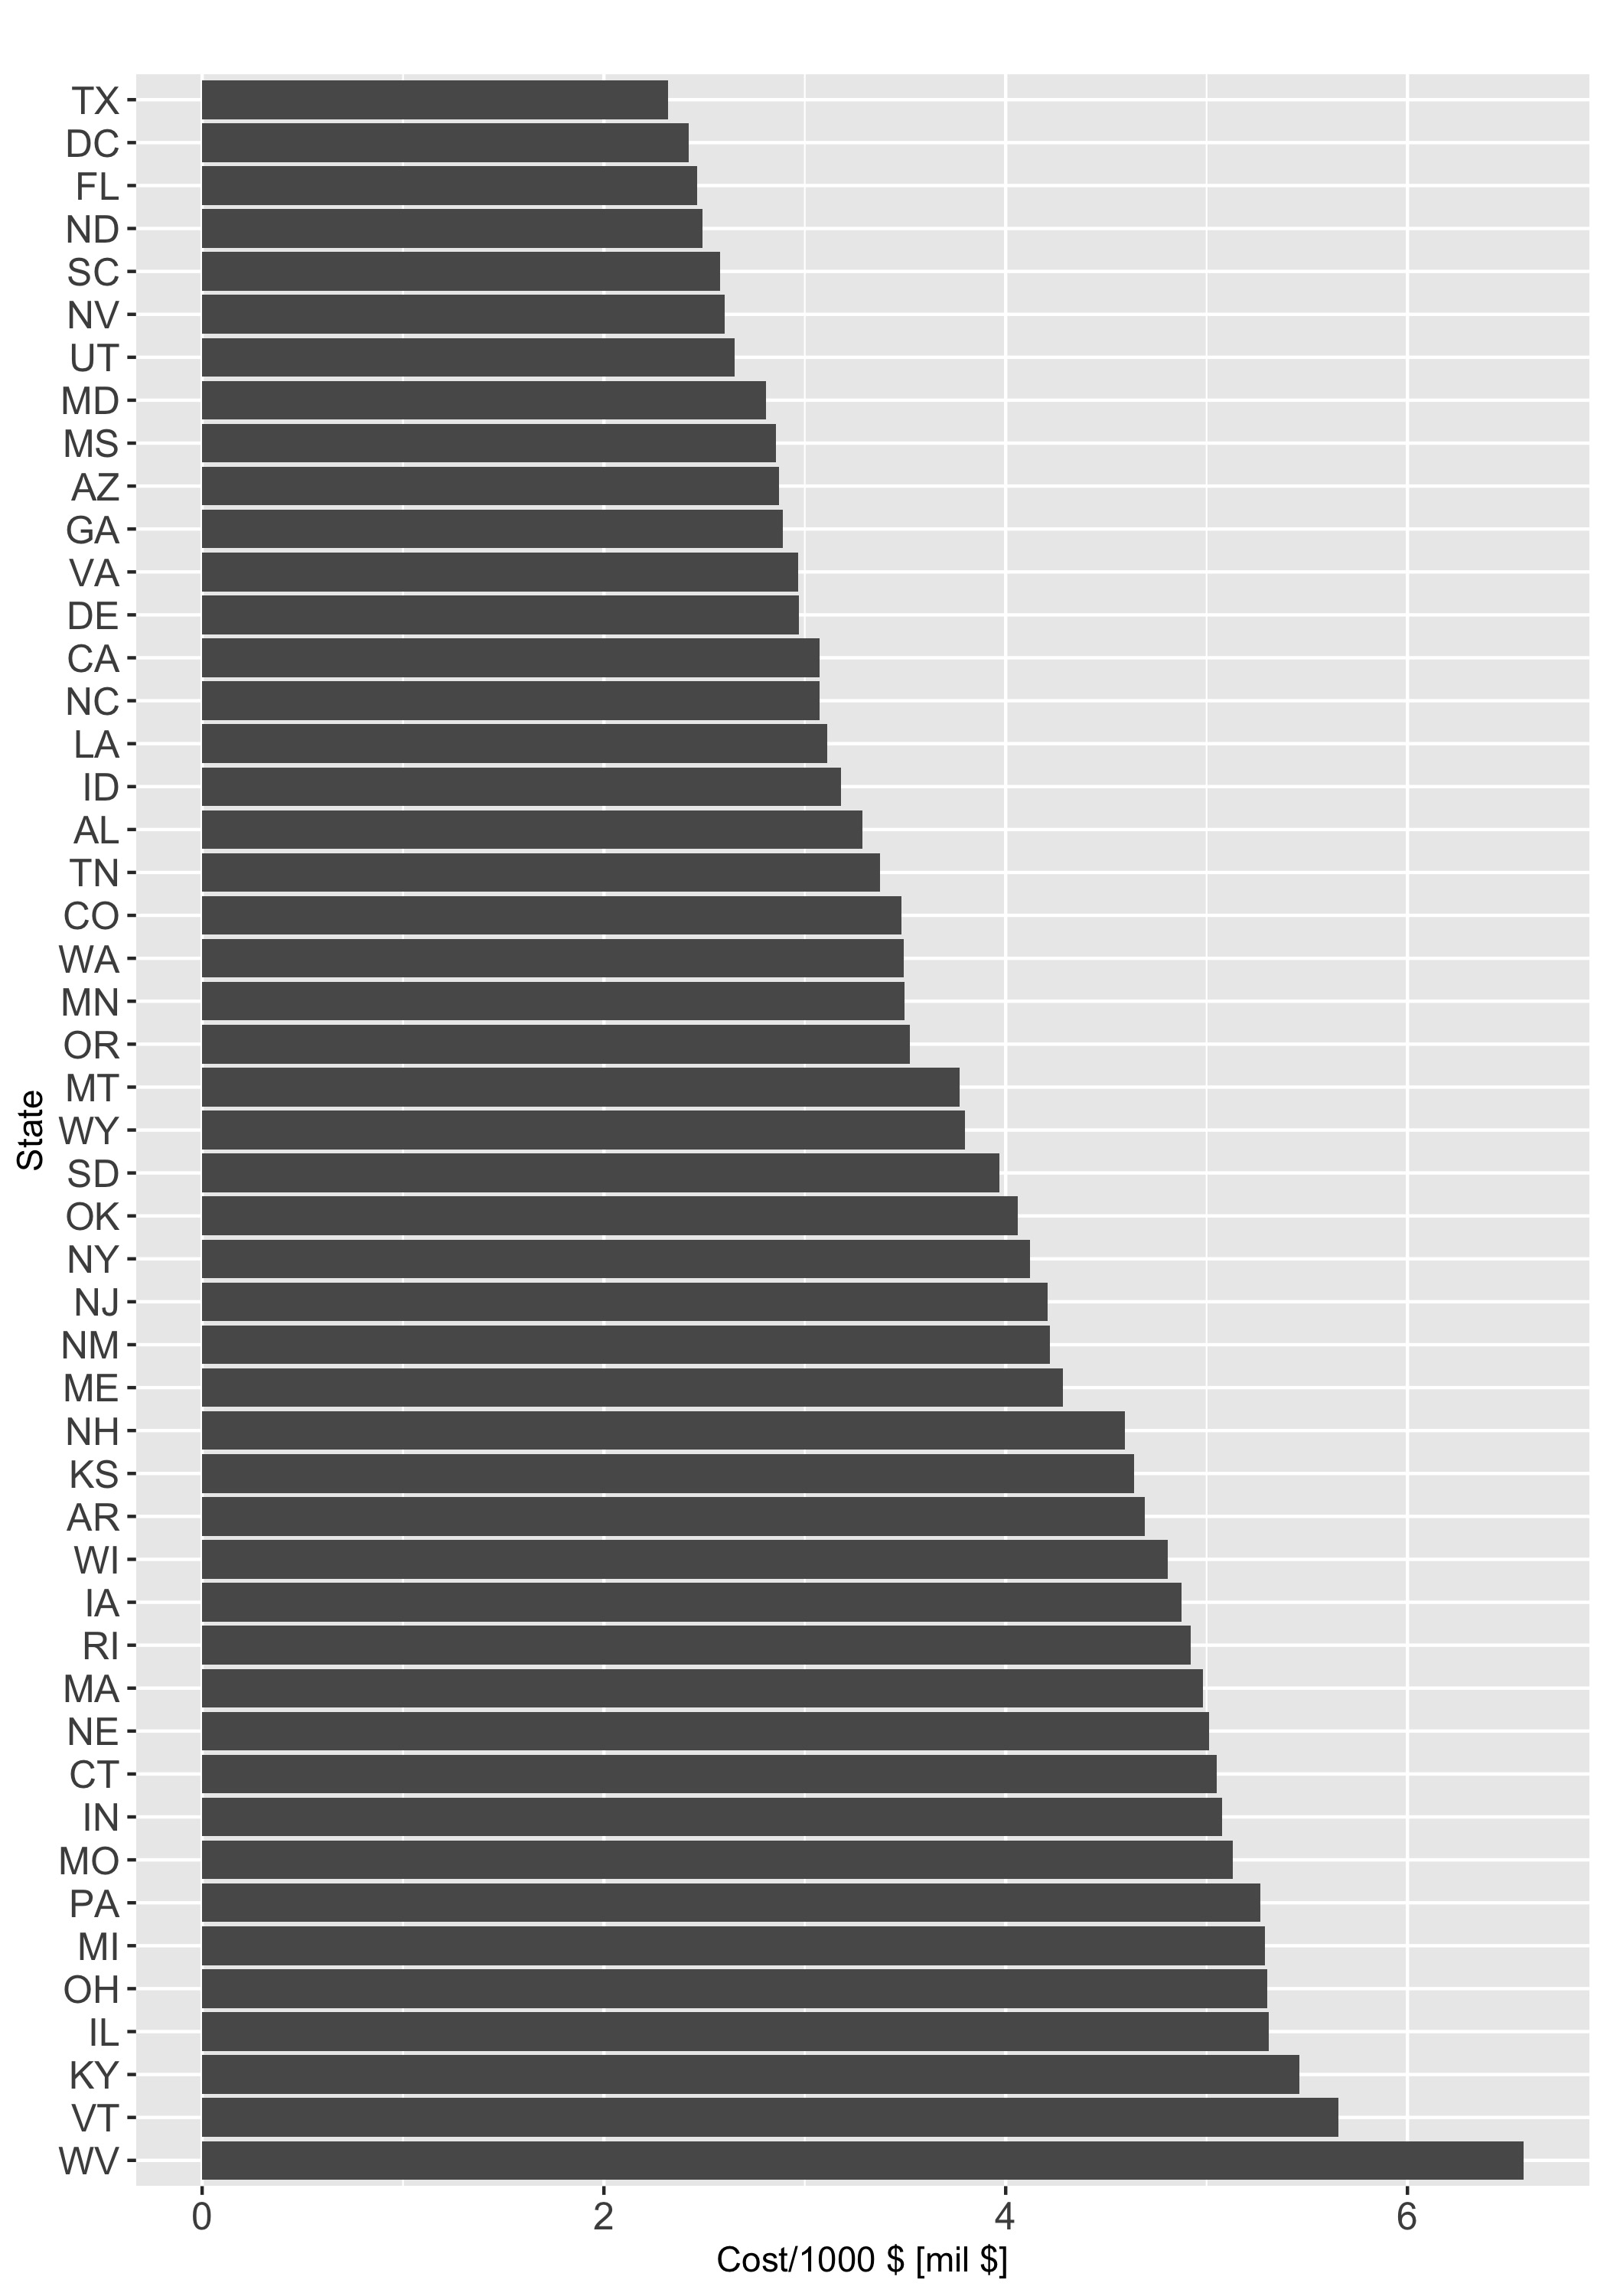 TX
DC
FL
ND
SC
NV
UT
MD
MS
AZ
GA
VA
DE
CA
NC
LA
ID
AL
TN
CO
WA
MN
OR
MT
WY
SD
OK
NY
NJ
NM
ME
NH
KS
AR
WI
IA
RI
MA
NE
CT
IN
MO
PA
MI
OH
IL
KY
VT
WV
State
0 2 4 6
Cost/1000 $ [mil $]